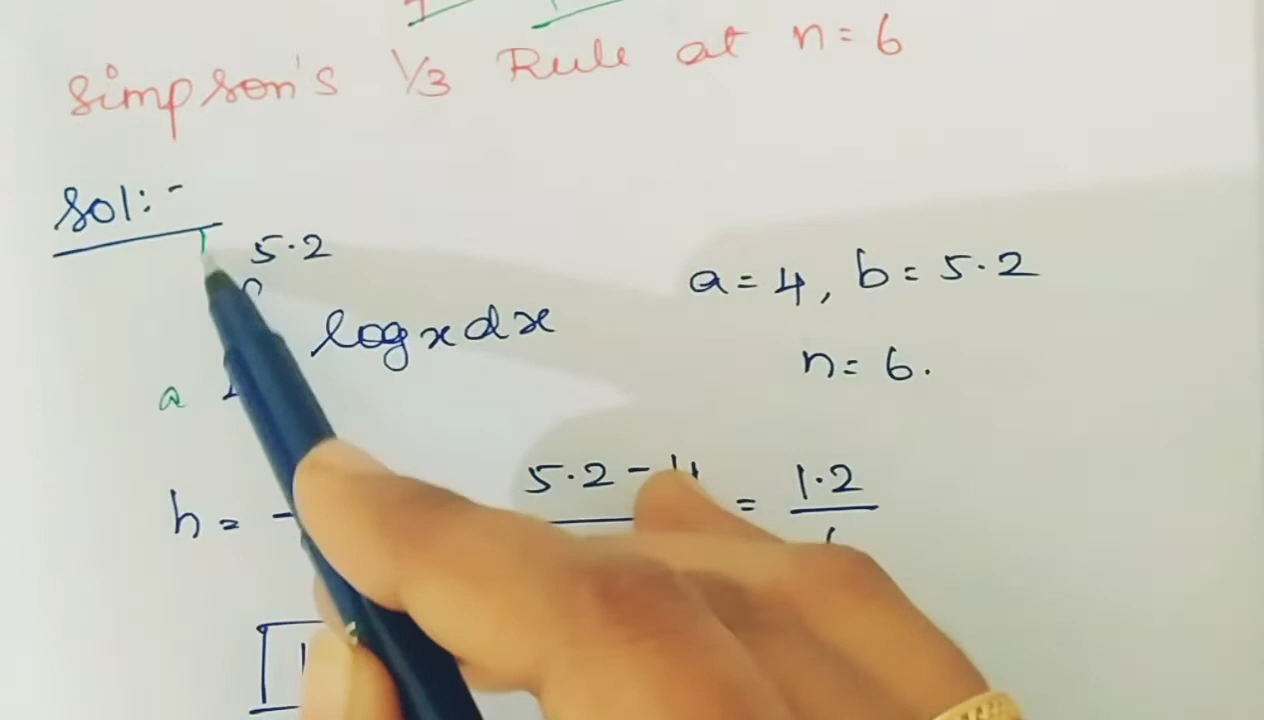 Simpson's 1/3 Rule at n = 6
Sol:-
5.2
log x dx
a = 4, b = 5.2
n = 6.
a
h = 5.2 - 4 = 1.2